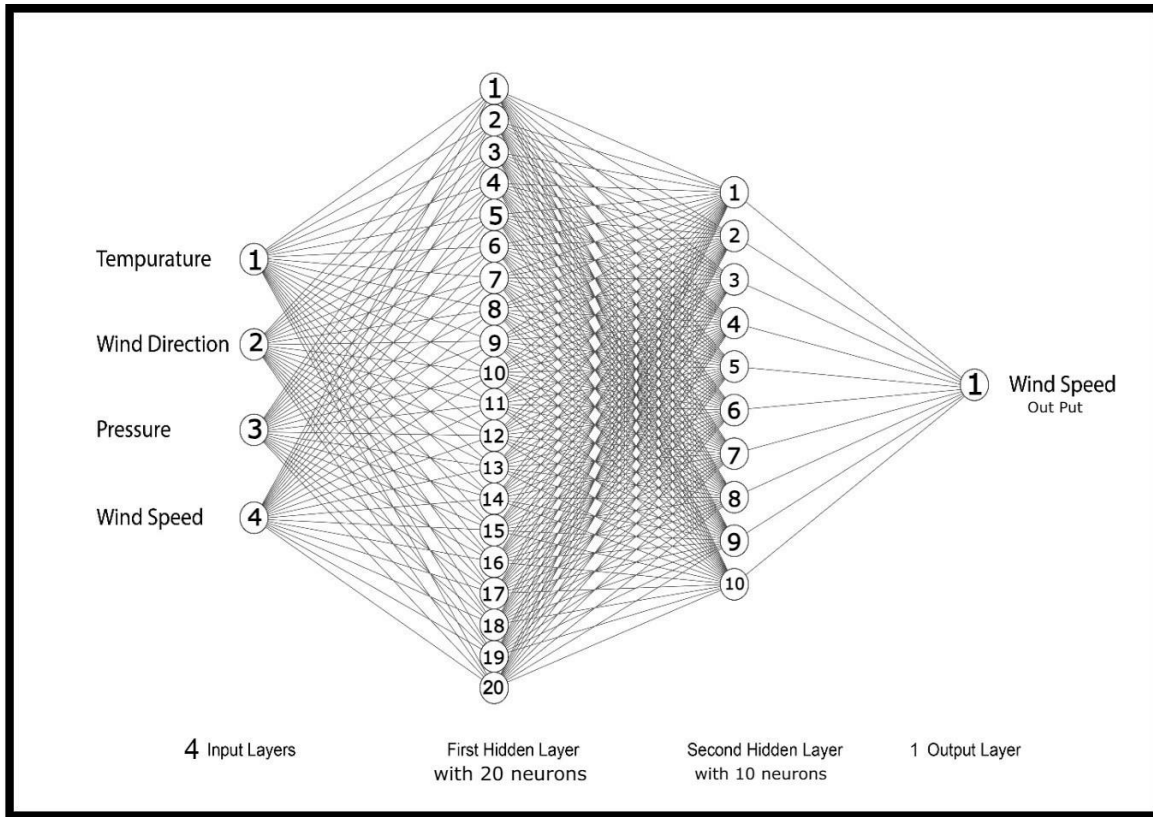 1
2
3
4
5
6
7
8
9
10
11
12
13
14
15
16
17
18
19
20
1
2
3
4
5
6
7
8
9
10
Tempurature 1
Wind Direction 2
Pressure 3
Wind Speed 4
1 Wind Speed
Out Put
4 Input Layers
First Hidden Layer
with 20 neurons
Second Hidden Layer
with 10 neurons
1 Output Layer